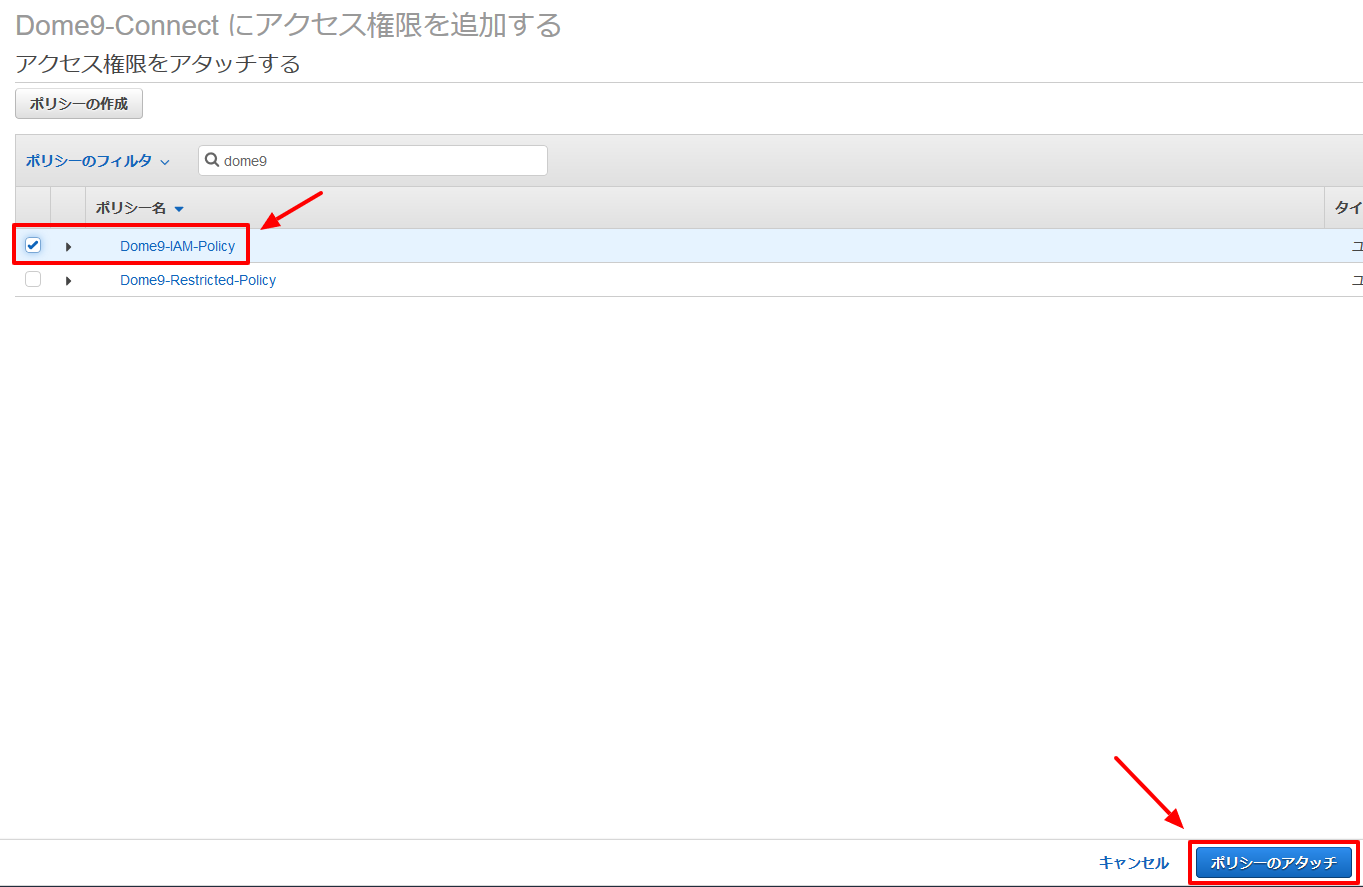 Dome9-Connect にアクセス権限を追加する
アクセス権限をアタッチする
ポリシーの作成
ポリシーのフィルタ dome9
ポリシー名 タイ
Dome9-IAM-Policy ユ
Dome9-Restricted-Policy ユ
キャンセル ポリシーのアタッチ